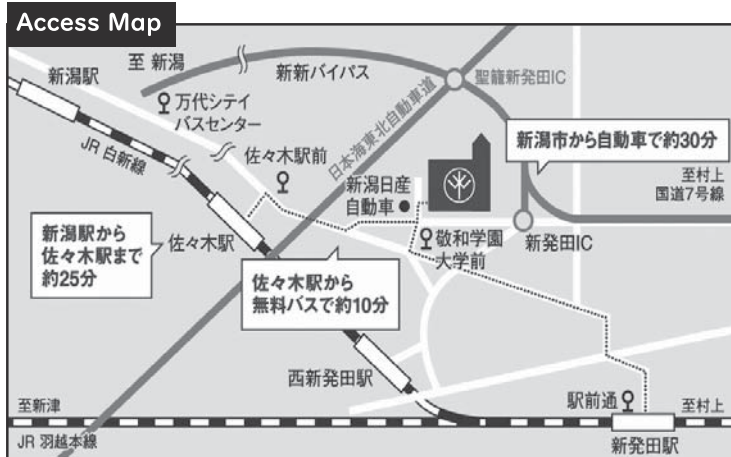 Access Map
至 新潟
新新バイパス
聖籠新発田IC
新潟駅
万代シテイ
バスセンター
日本海東北自動車道
新潟市から自動車で約30分
JR 白新線
佐々木駅前
新潟日産
自動車
至村上
国道7号線
新潟駅から
佐々木駅まで
約25分
佐々木駅
敬和学園
大学前
新発田IC
佐々木駅から
無料バスで約10分
西新発田駅
駅前通
至新津
至村上
JR 羽越本線
新発田駅